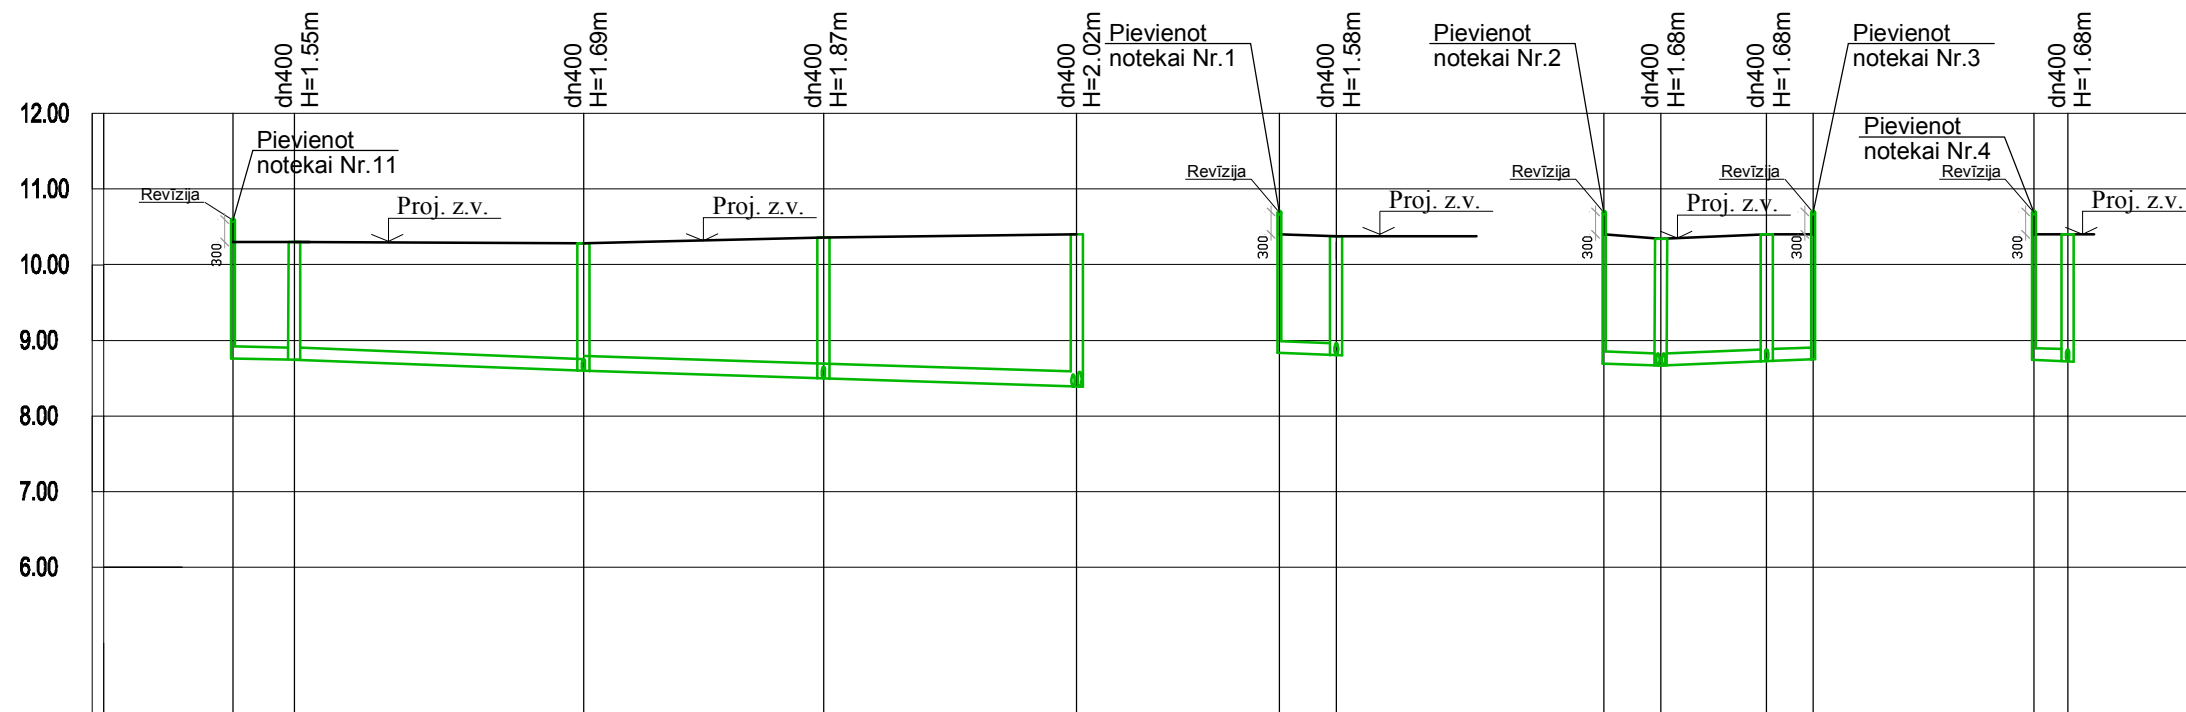 dn400
H=1.55m
dn400
H=1.69m
dn400
H=1.87m
dn400
H=2.02m
Pievienot
notekai Nr.1
dn400
H=1.58m
Pievienot
notekai Nr.2
dn400
H=1.68m
dn400
H=1.68m
Pievienot
notekai Nr.3
dn400
H=1.68m
12.00
Pievienot
notekai Nr.11
Pievienot
notekai Nr.4
Revīzija
Revīzija
Revīzija
Revīzija
Revīzija
11.00
Proj. z.v.
Proj. z.v.
Proj. z.v.
Proj. z.v.
Proj. z.v.
300
300
300
300
300
10.00
9.00
8.00
7.00
6.00